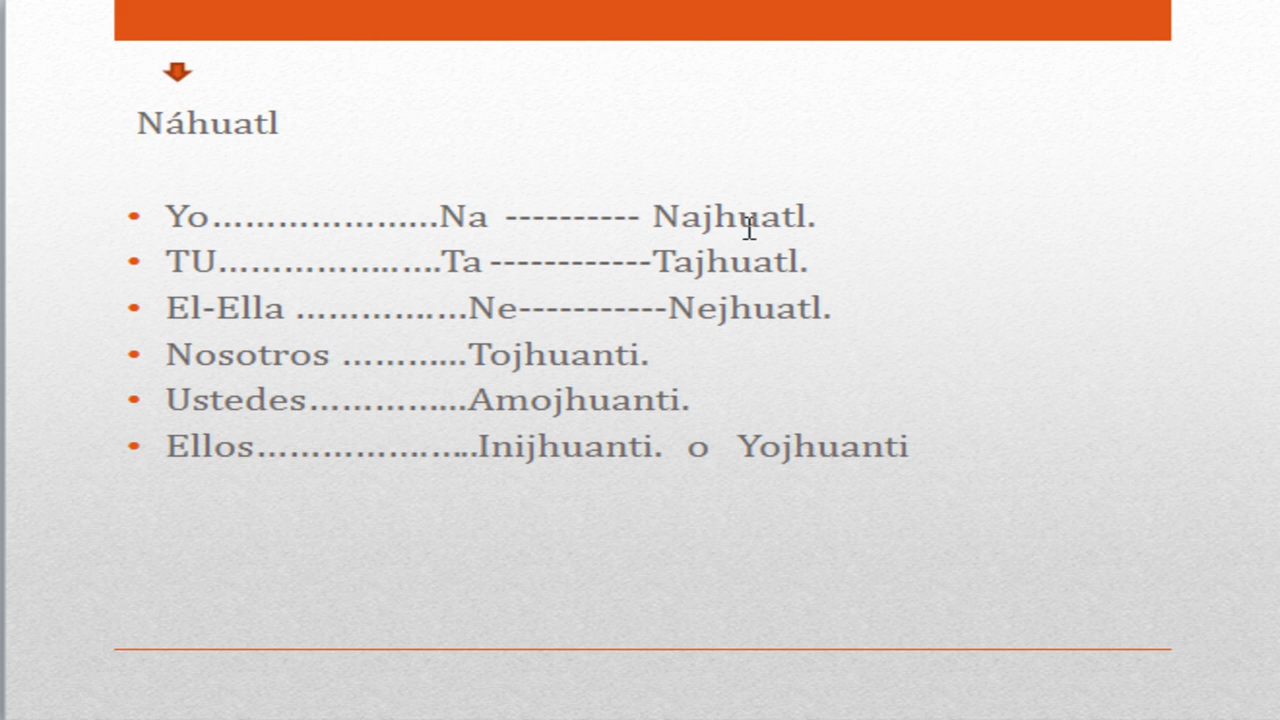 Náhuatl
Yo.....................Na ---------- Najhuatl.
TU.....................Ta ------------Tajhuatl.
El-Ella ................Ne-----------Nejhuatl.
Nosotros ............Tojhuanti.
Ustedes...............Amojhuanti.
Ellos.....................Inijhuanti. o Yojhuanti